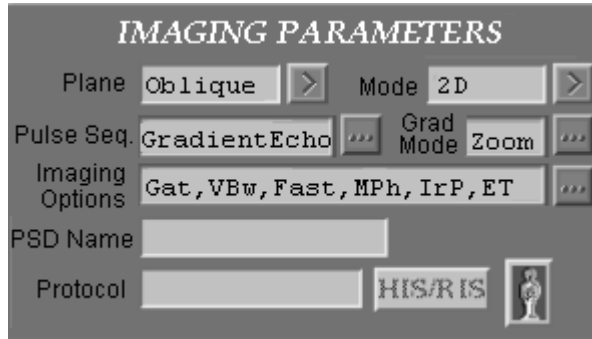 IMAGING PARAMETERS
Plane Oblique > Mode 2D >
Pulse Seq. GradientEcho ... Grad Mode Zoom ...
Imaging Options Gat,VBw,Fast,MPh,IrP,ET ...
PSD Name
Protocol HIS/RIS